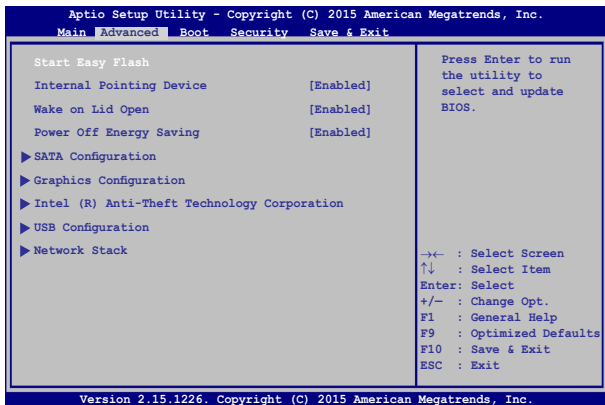 Aptio Setup Utility - Copyright (C) 2015 American Megatrends, Inc.
Main Advanced Boot Security Save & Exit
Start Easy Flash
Internal Pointing Device [Enabled]
Wake on Lid Open [Enabled]
Power Off Energy Saving [Enabled]
SATA Configuration
Graphics Configuration
Intel (R) Anti-Theft Technology Corporation
USB Configuration
Network Stack
Press Enter to run
the utility to
select and update
BIOS.
→← : Select Screen
↑↓ : Select Item
Enter: Select
+/— : Change Opt.
F1 : General Help
F9 : Optimized Defaults
F10 : Save & Exit
ESC : Exit
Version 2.15.1226. Copyright (C) 2015 American Megatrends, Inc.